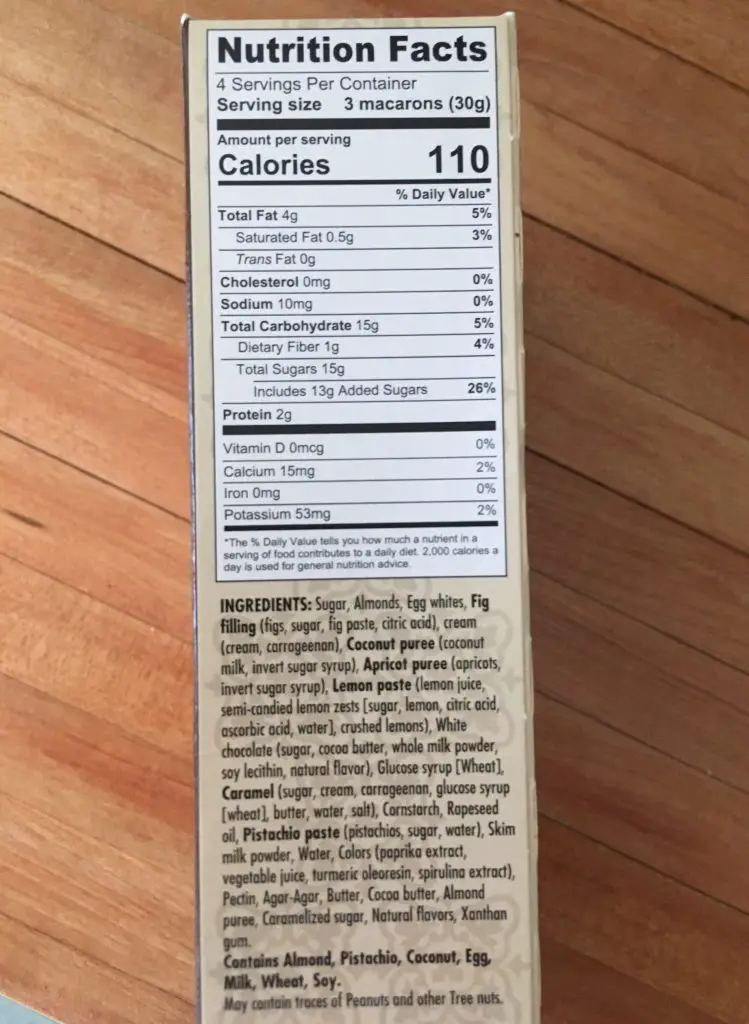 Nutrition Facts
4 Servings Per Container
Serving size 3 macarons (30g)
Amount per serving
Calories 110
% Daily Value*
Total Fat 4g 5%
Saturated Fat 0.5g 3%
Trans Fat 0g
Cholesterol 0mg 0%
Sodium 10mg 0%
Total Carbohydrate 15g 5%
Dietary Fiber 1g 4%
Total Sugars 15g
Includes 13g Added Sugars 26%
Protein 2g
Vitamin D 0mcg 0%
Calcium 15mg 2%
Iron 0mg 0%
Potassium 53mg 2%
*The % Daily Value tells you how much a nutrient in a
serving of food contributes to a daily diet. 2,000 calories a
day is used for general nutrition advice.
INGREDIENTS: Sugar, Almonds, Egg whites, Fig
filling (figs, sugar, fig paste, citric acid), cream
(cream, carrageenan), Coconut puree (coconut
milk, invert sugar syrup), Apricot puree (apricots,
invert sugar syrup), Lemon paste (lemon juice,
semi-candied lemon zests [sugar, lemon, citric acid,
ascorbic acid, water], crushed lemons), White
chocolate (sugar, cocoa butter, whole milk powder,
soy lecithin, natural flavor), Glucose syrup [Wheat],
Caramel (sugar, cream, carrageenan, glucose syrup
[wheat], butter, water, salt), Cornstarch, Rapeseed
oil, Pistachio paste (pistachios, sugar, water), Skim
milk powder, Water, Colors (paprika extract,
vegetable juice, turmeric oleoresin, spirulina extract),
Pectin, Agar-Agar, Butter, Cocoa butter, Almond
puree, Caramelized sugar, Natural flavors, Xanthan
gum.
Contains Almond, Pistachio, Coconut, Egg,
Milk, Wheat, Soy.
May contain traces of Peanuts and other Tree nuts.